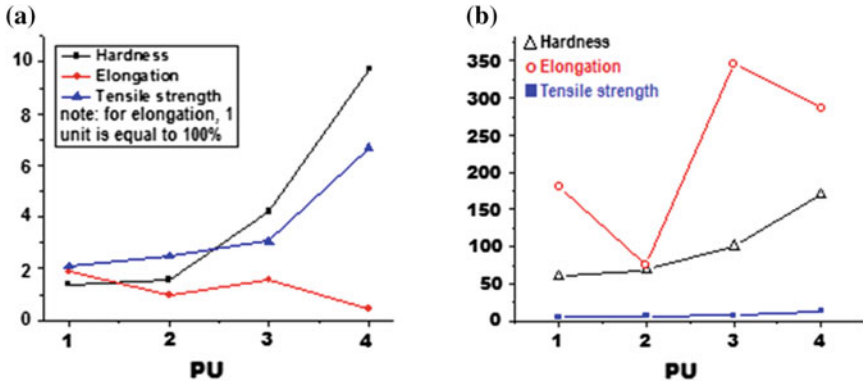 (a)
Hardness
Elongation
Tensile strength
note: for elongation, 1
unit is equal to 100%
10
8
6
4
2
0
1 2 3 4
PU
(b)
Hardness
Elongation
Tensile strength
350
300
250
200
150
100
50
0
1 2 3 4
PU